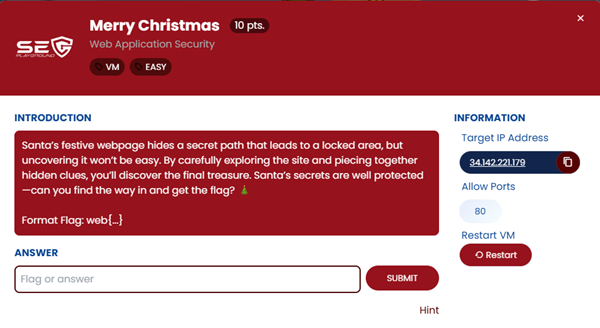 Merry Christmas
10 pts.
Web Application Security
VM
EASY
INTRODUCTION
Santa's festive webpage hides a secret path that leads to a locked area, but
uncovering it won't be easy. By carefully exploring the site and piecing together
hidden clues, you'll discover the final treasure. Santa's secrets are well protected
—can you find the way in and get the flag? 🎄
Format Flag: web{...}
ANSWER
Flag or answer
SUBMIT
Hint
INFORMATION
Target IP Address
34.142.221.179
Allow Ports
80
Restart VM
Restart